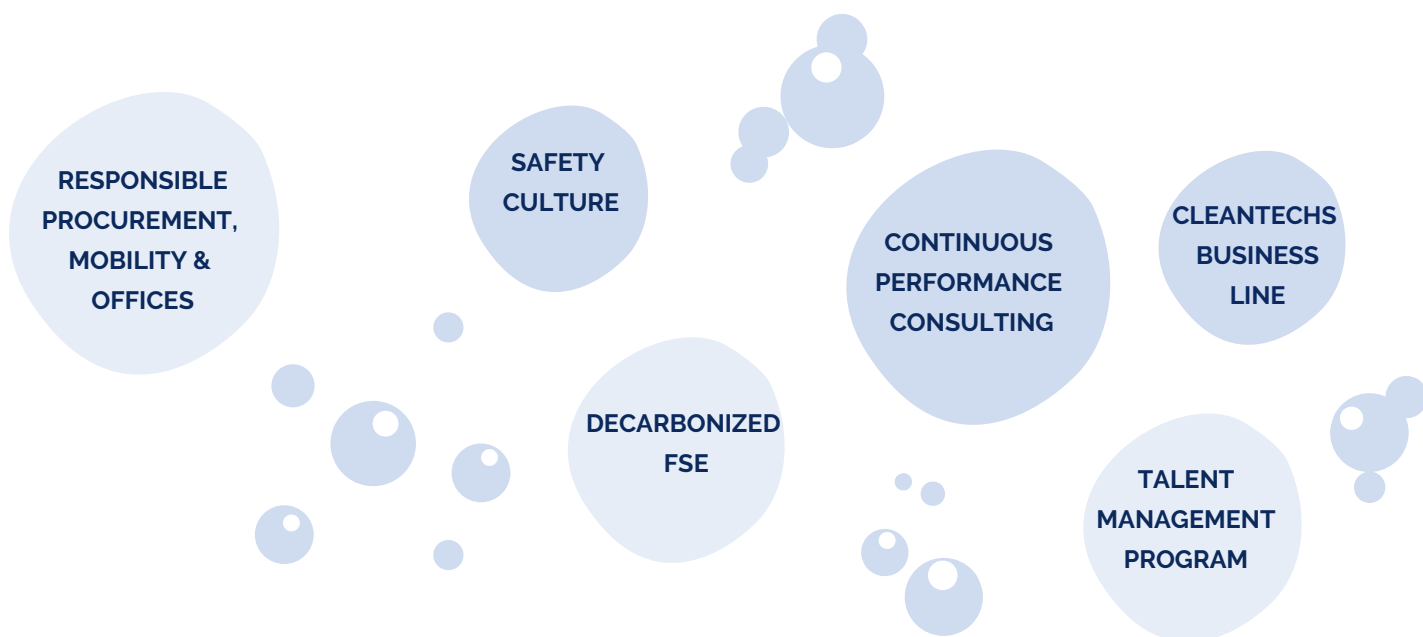 RESPONSIBLE
PROCUREMENT,
MOBILITY &
OFFICES
SAFETY
CULTURE
DECARBONIZED
FSE
CONTINUOUS
PERFORMANCE
CONSULTING
CLEANTECHS
BUSINESS
LINE
TALENT
MANAGEMENT
PROGRAM